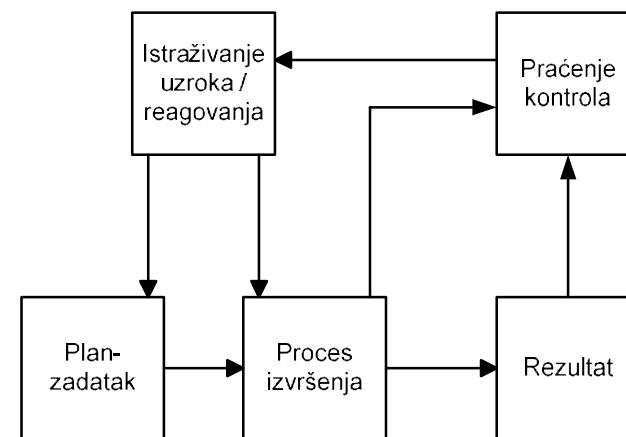 Istraživanje
uzroka /
reagovanja
Praćenje
kontrola
Plan-
zadatak
Proces
izvršenja
Rezultat